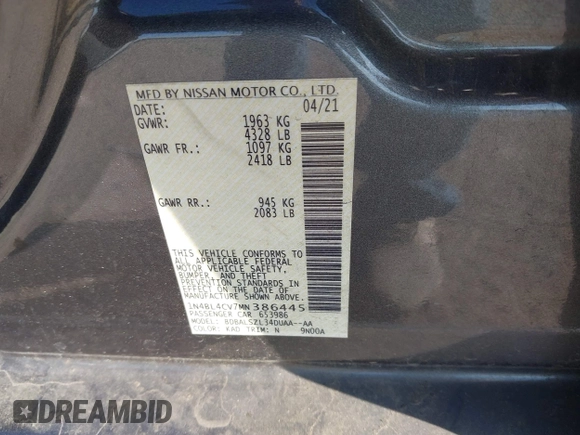 MFD BY NISSAN MOTOR CO., LTD.
DATE: 04/21
GVWR: 1963 KG
4328 LB
GAWR FR.: 1097 KG
2418 LB
GAWR RR.: 945 KG
2083 LB
THIS VEHICLE CONFORMS TO
ALL APPLICABLE FEDERAL
MOTOR VEHICLE SAFETY,
BUMPER, AND THEFT
PREVENTION STANDARDS IN
EFFECT ON THE DATE OF
MANUFACTURE SHOWN ABOVE.
1N4BL4CV7MN386445
PASSENGER CAR 653986
MODEL: BDBALSZL34DUAA--AA
COLOR: KAD TRIM: N 9N00A
DREAMBID